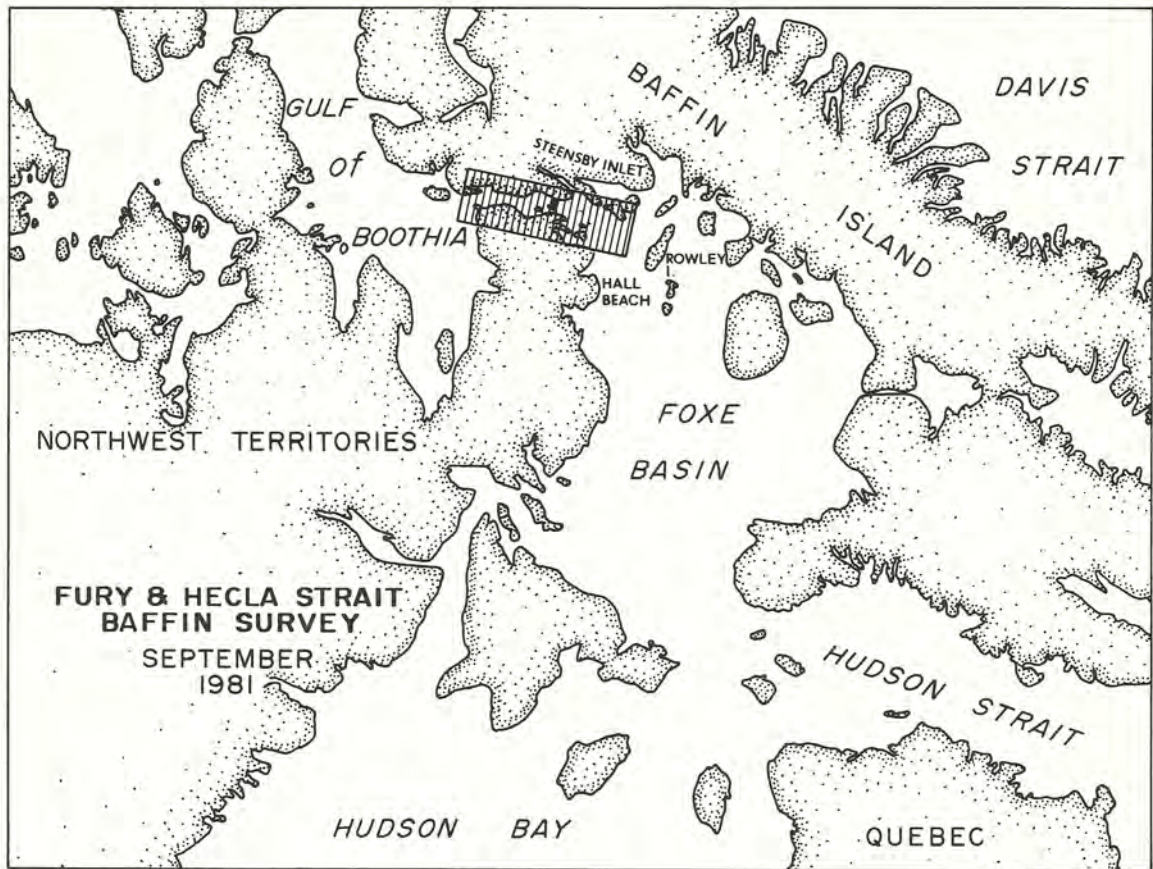 BAFFIN
ISLAND
DAVIS
STRAIT
GULF
of
BOOTHIA
STEENSBY INLET
ROWLEY
I
HALL
BEACH
FOXE
BASIN
NORTHWEST TERRITORIES
FURY & HECLA STRAIT
BAFFIN SURVEY
SEPTEMBER
1981
HUDSON STRAIT
HUDSON BAY
QUEBEC